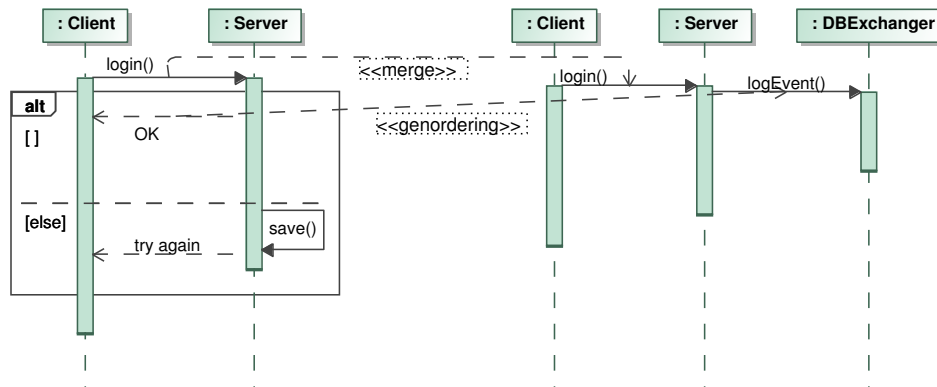 : Client
: Server
: Client
: Server
: DBExchanger
login()
<<merge>>
login()
logEvent()
alt
<<genordering>>
OK
[ ]
[else]
save()
try again